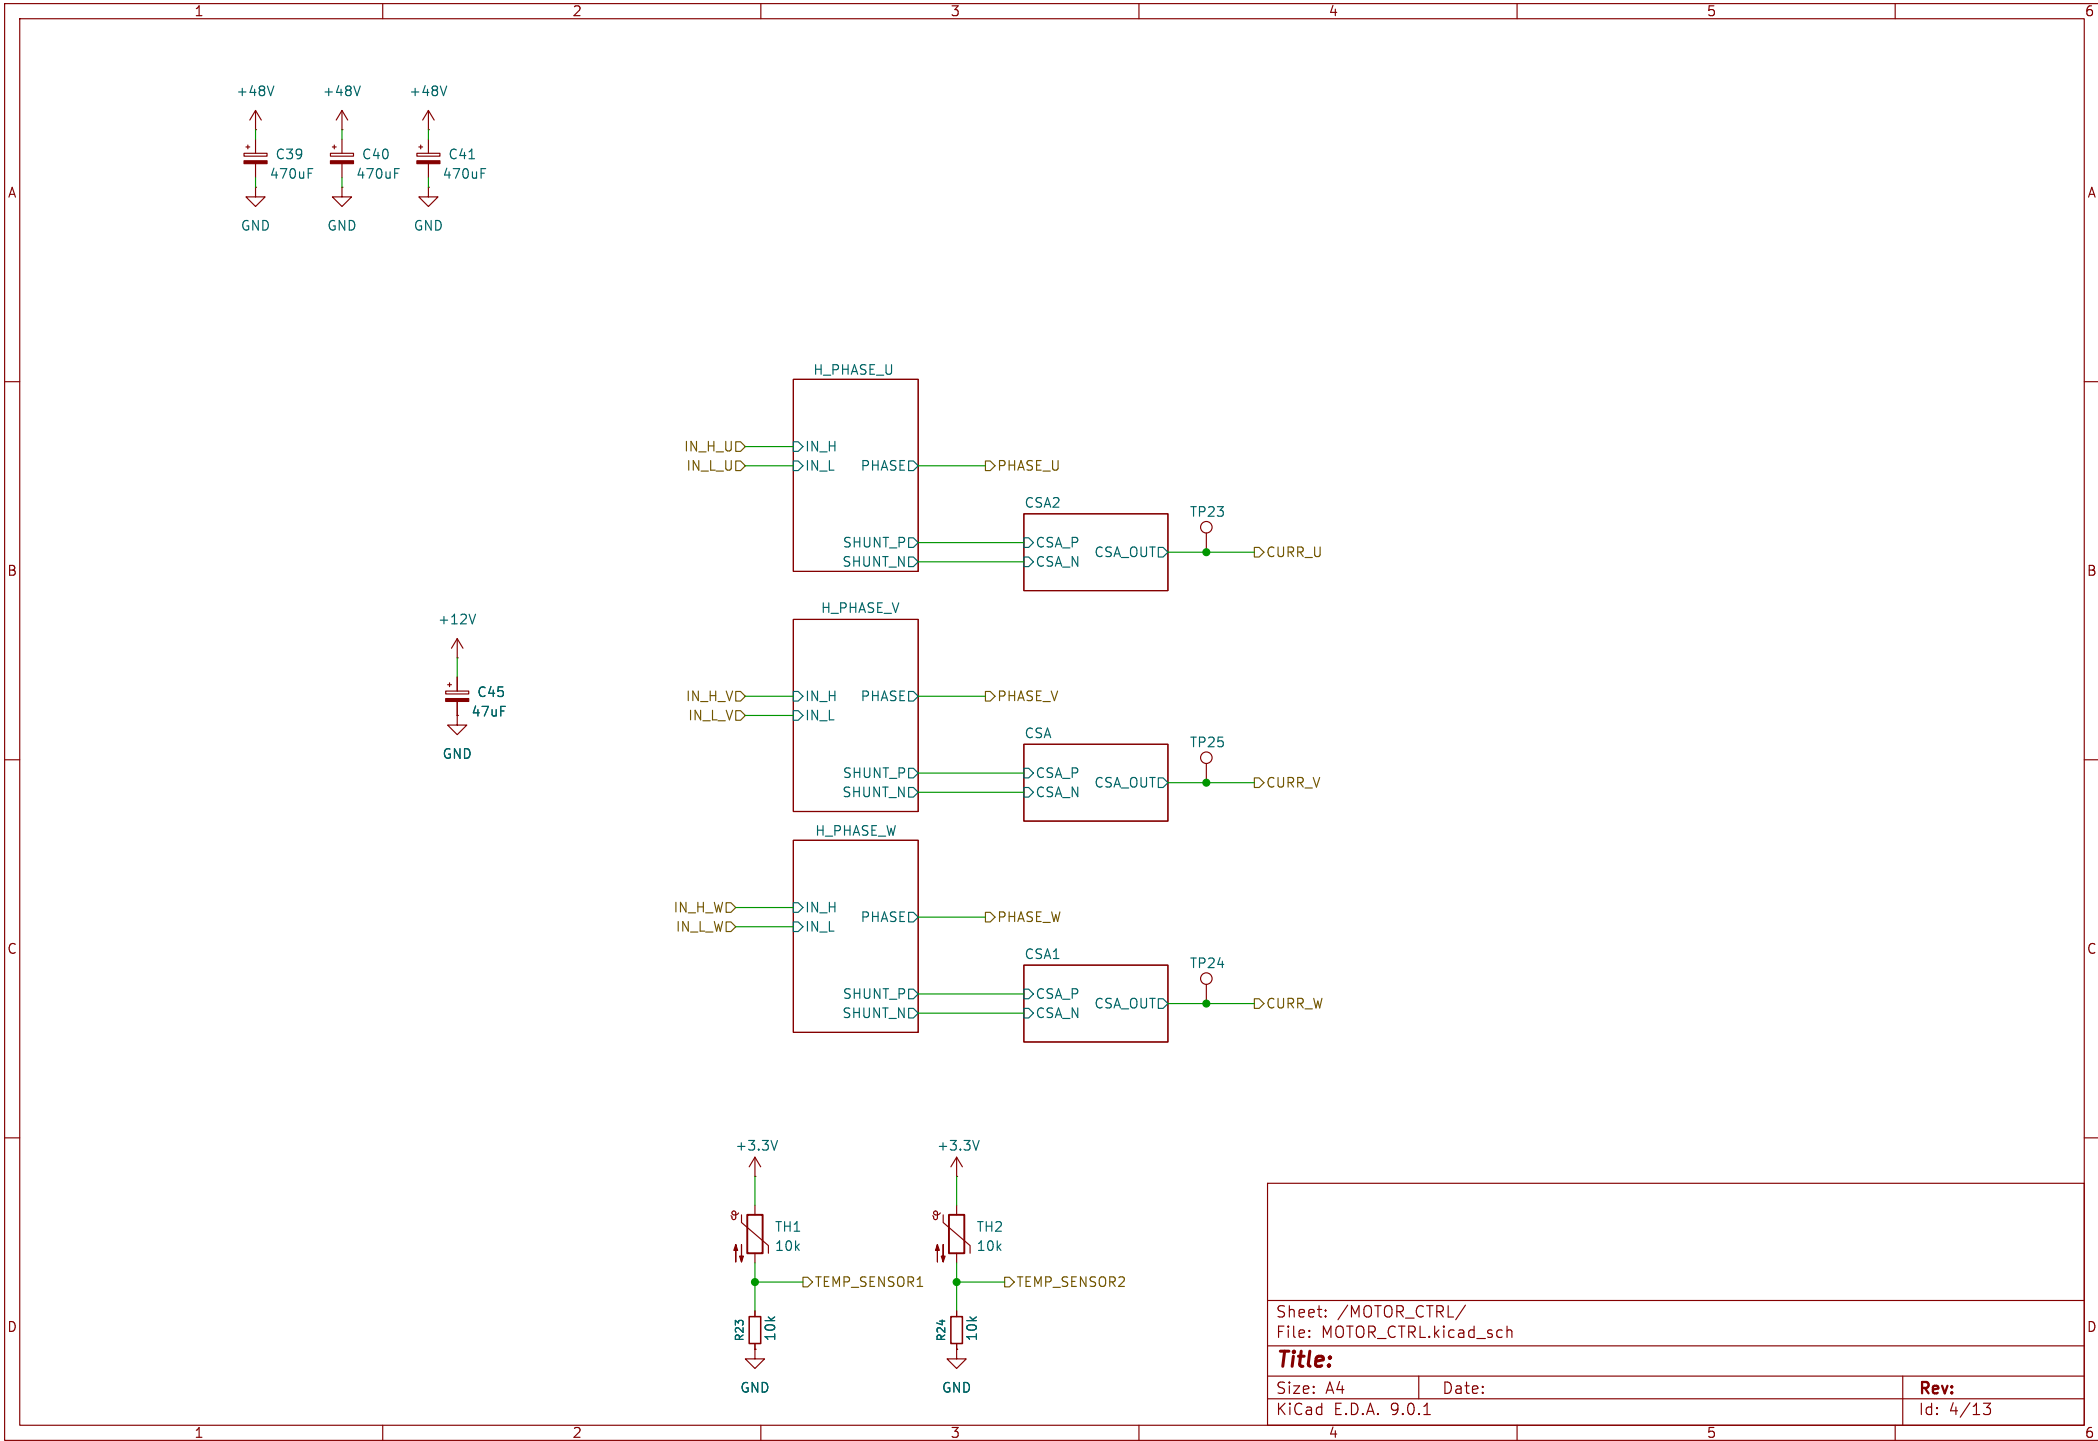 1 2 3 4 5 6
+48V +48V +48V
C39 C40 C41
470uF 470uF 470uF
A A
GND GND GND
H_PHASE_U
IN_H_U IN_H
IN_L_U IN_L PHASE PHASE_U
CSA2
TP23
SHUNT_P CSA_P
CSA_OUT CURR_U
SHUNT_N CSA_N
B B
H_PHASE_V
+12V
C45
47uF
GND
IN_H_V IN_H PHASE PHASE_V
IN_L_V IN_L
CSA
TP25
SHUNT_P CSA_P
CSA_OUT CURR_V
SHUNT_N CSA_N
H_PHASE_W
IN_H_W IN_H
PHASE PHASE_W
IN_L_W IN_L
C C
CSA1
TP24
SHUNT_P CSA_P
CSA_OUT CURR_W
SHUNT_N CSA_N
+3.3V +3.3V
TH1 TH2
10k 10k
TEMP_SENSOR1 TEMP_SENSOR2
R23 10k R24 10k
GND GND
D D
Sheet: /MOTOR_CTRL/
File: MOTOR_CTRL.kicad_sch
Title:
Size: A4 Date: Rev:
KiCad E.D.A. 9.0.1 Id: 4/13
1 2 3 4 5 6